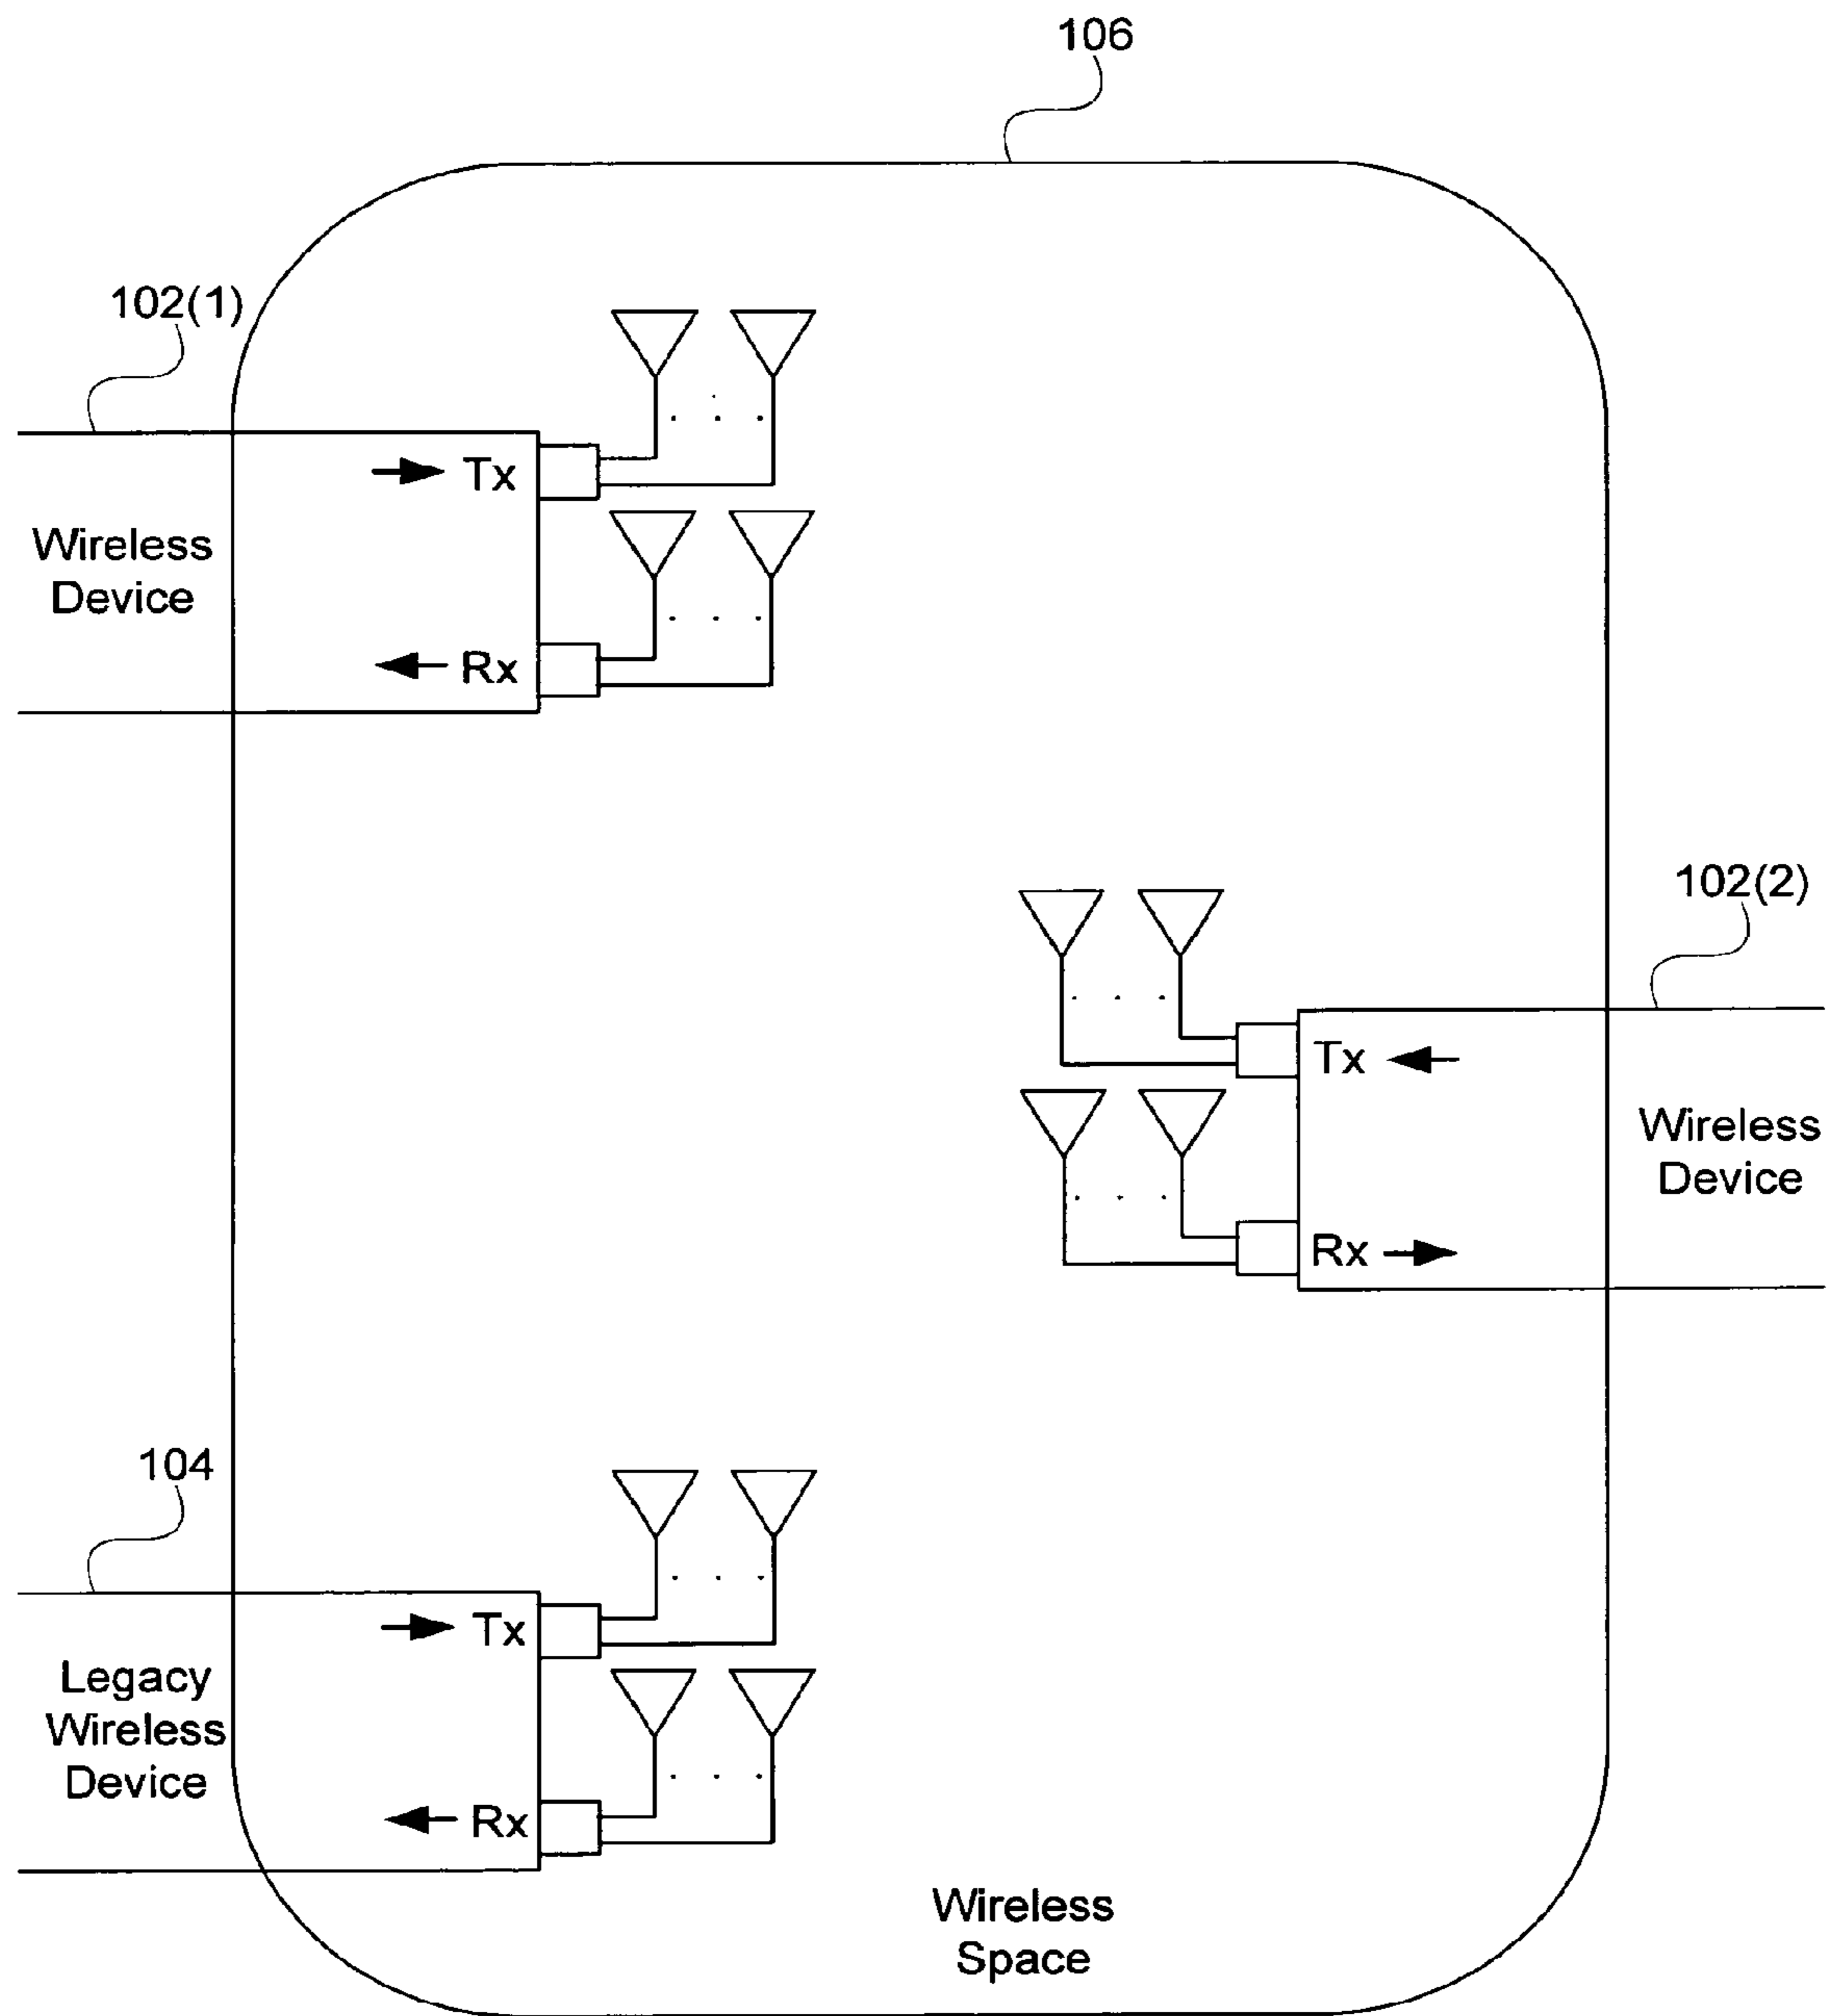 106
102(1)
Tx
Wireless
Device
Rx
102(2)
Tx
Wireless
Device
Rx
104
Tx
Legacy
Wireless
Device
Rx
Wireless
Space